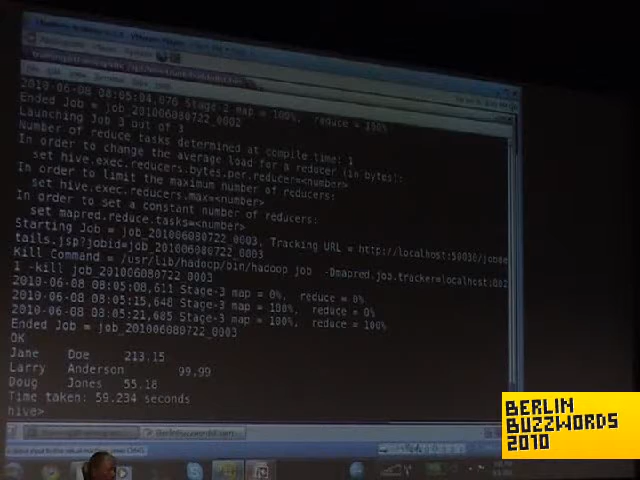 2010-06-08 08:05:04,676 Stage-2 map = 100%, reduce = 100%
Ended Job = job_201006080722_0002
Launching Job 3 out of 3
Number of reduce tasks determined at compile time: 1
In order to change the average load for a reducer (in bytes):
set hive.exec.reducers.bytes.per.reducer=<number>
In order to limit the maximum number of reducers:
set hive.exec.reducers.max=<number>
In order to set a constant number of reducers:
set mapred.reduce.tasks=<number>
Starting Job = job_201006080722_0003, Tracking URL = http://localhost:50030/jobde
tails.jsp?jobid=job_201006080722_0003
Kill Command = /usr/lib/hadoop/bin/hadoop job -Dmapred.job.tracker=localhost:802
1 -kill job_201006080722_0003
2010-06-08 08:05:08,611 Stage-3 map = 0%, reduce = 0%
2010-06-08 08:05:15,648 Stage-3 map = 100%, reduce = 0%
2010-06-08 08:05:21,685 Stage-3 map = 100%, reduce = 100%
Ended Job = job_201006080722_0003
OK
Jane Doe 213.15
Larry Anderson 99.99
Doug Jones 55.18
Time taken: 59.234 seconds
hive>
BERLIN
BUZZWORDS
2010